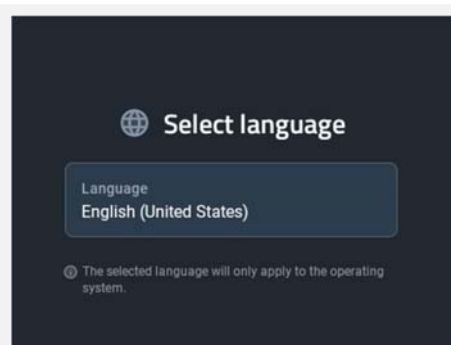 Select language
Language
English (United States)
The selected language will only apply to the operating
system.